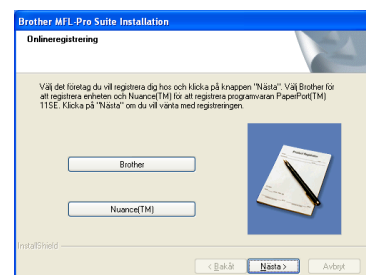 Brother MFL-Pro Suite Installation
Onlineregistrering
Välj det företag du vill registrera dig hos och klicka på knappen "Nästa". Välj Brother för
att registrera enheten och Nuance(TM) för att registrera programvaran PaperPort(TM)
11SE. Klicka på "Nästa" om du vill vänta med registreringen.
Brother
Nuance(TM)
InstallShield
< Bakåt Nästa > Avbryt